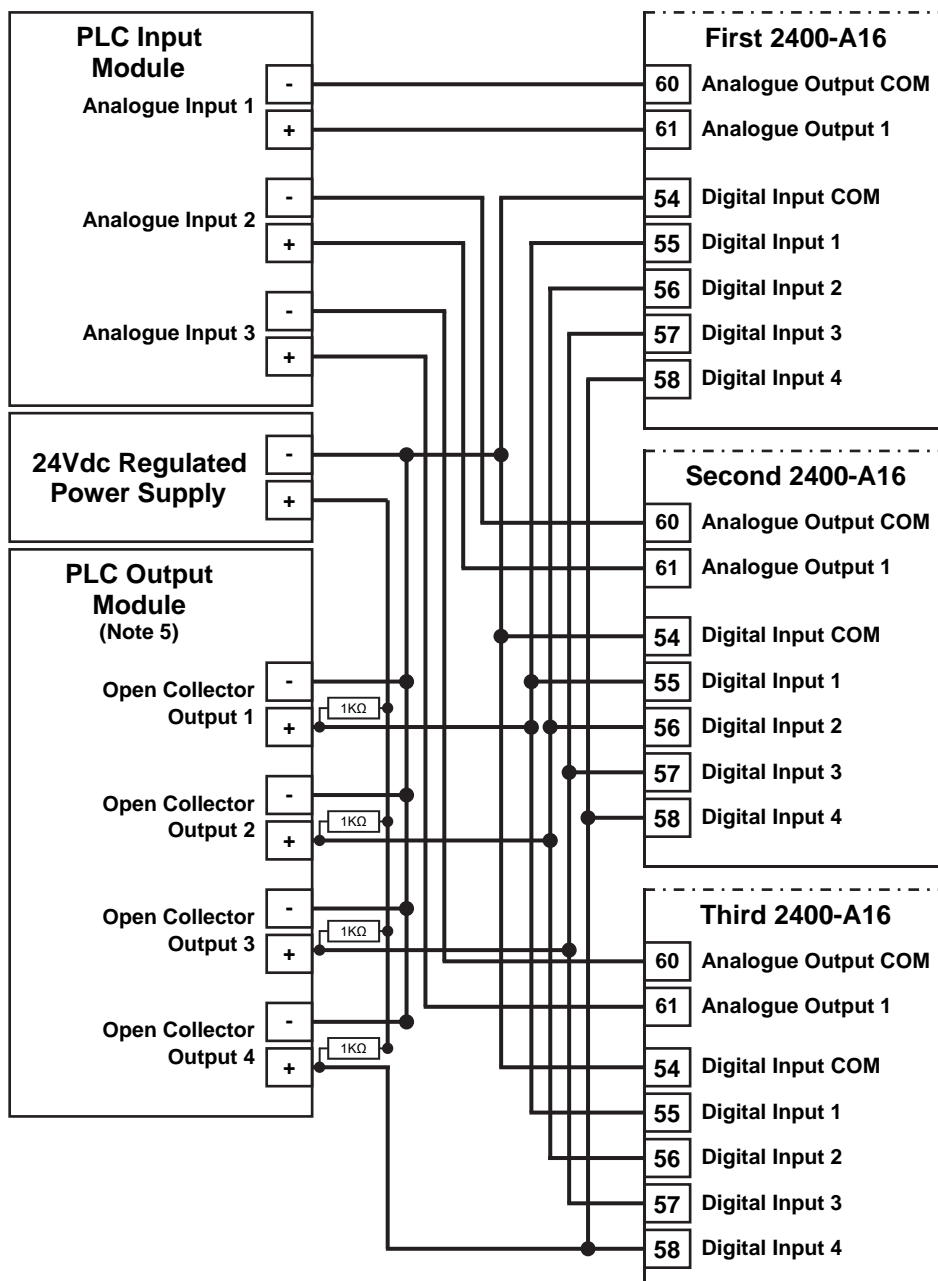 PLC Input
Module
Analogue Input 1
-
+
Analogue Input 2
-
+
Analogue Input 3
-
+
24Vdc Regulated
Power Supply
-
+
PLC Output
Module
(Note 5)
Open Collector
Output 1
-
+
1KΩ
Open Collector
Output 2
-
+
1KΩ
Open Collector
Output 3
-
+
1KΩ
Open Collector
Output 4
-
+
1KΩ
First 2400-A16
60 Analogue Output COM
61 Analogue Output 1
54 Digital Input COM
55 Digital Input 1
56 Digital Input 2
57 Digital Input 3
58 Digital Input 4
Second 2400-A16
60 Analogue Output COM
61 Analogue Output 1
54 Digital Input COM
55 Digital Input 1
56 Digital Input 2
57 Digital Input 3
58 Digital Input 4
Third 2400-A16
60 Analogue Output COM
61 Analogue Output 1
54 Digital Input COM
55 Digital Input 1
56 Digital Input 2
57 Digital Input 3
58 Digital Input 4